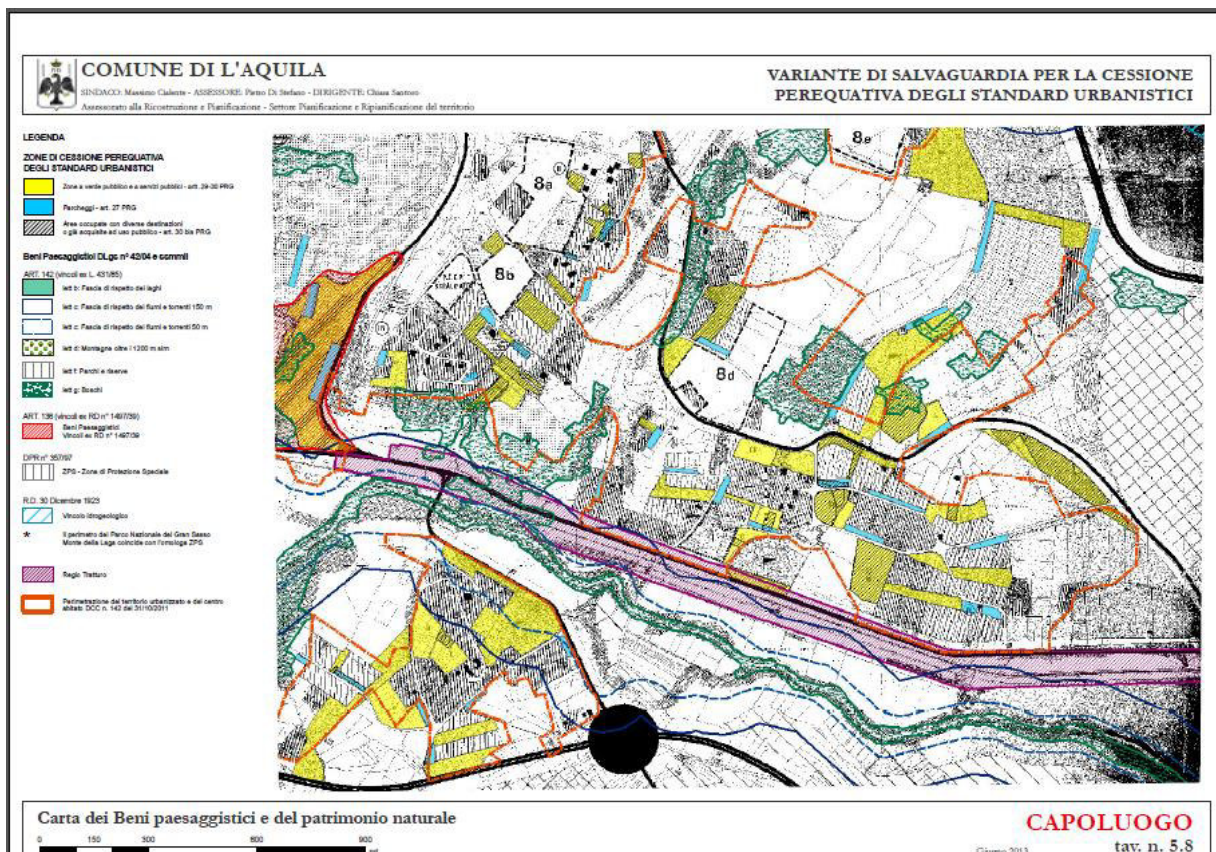 COMUNE DI L'AQUILA
SINDACO: Massimo Cialente - ASSESSORE: Pietro Di Stefano - DIRIGENTE: Chiara Santoro
Assessorato alla Ricostruzione e Pianificazione - Settore Pianificazione e Ripianificazione del territorio
VARIANTE DI SALVAGUARDIA PER LA CESSIONE
PEREQUATIVA DEGLI STANDARD URBANISTICI
LEGENDA
ZONE DI CESSIONE PEREQUATIVA
DEGLI STANDARD URBANISTICI
Zone a verde pubblico e a servizi pubblici - artt. 29-30 PRG
Parcheggi - art. 27 PRG
Aree occupate con diverse destinazioni
o già acquisite ad uso pubblico - art. 30 bis PRG
Beni Paesaggistici DLgs n° 42/04 e ssmmii
ART. 142 (vincoli ex L. 431/85)
lett b: Fascia di rispetto dei laghi
lett c: Fascia di rispetto dei fiumi e torrenti 150 m
lett c: Fascia di rispetto dei fiumi e torrenti 50 m
lett d: Montagne oltre i 1200 m slm
lett f: Parchi e riserve
lett g: Boschi
ART. 136 (vincoli ex RD n° 1497/39)
Beni Paesaggistici
Vincoli ex RD n° 1497/39
DPR n° 357/97
ZPS - Zone di Protezione Speciale
R.D. 30 Dicembre 1923
Vincolo Idrogeologico
* Il perimetro del Parco Nazionale del Gran Sasso
Monte della Laga coincide con l'omologa ZPS
Regio Tratturo
Perimetrazione del territorio urbanizzato e del centro
abitato DCC n. 142 del 31/10/2011
8a
8e
8b
8d
Carta dei Beni paesaggistici e del patrimonio naturale
0 150 300 600 900
CAPOLUOGO
Giugno 2013
tav. n. 5.8